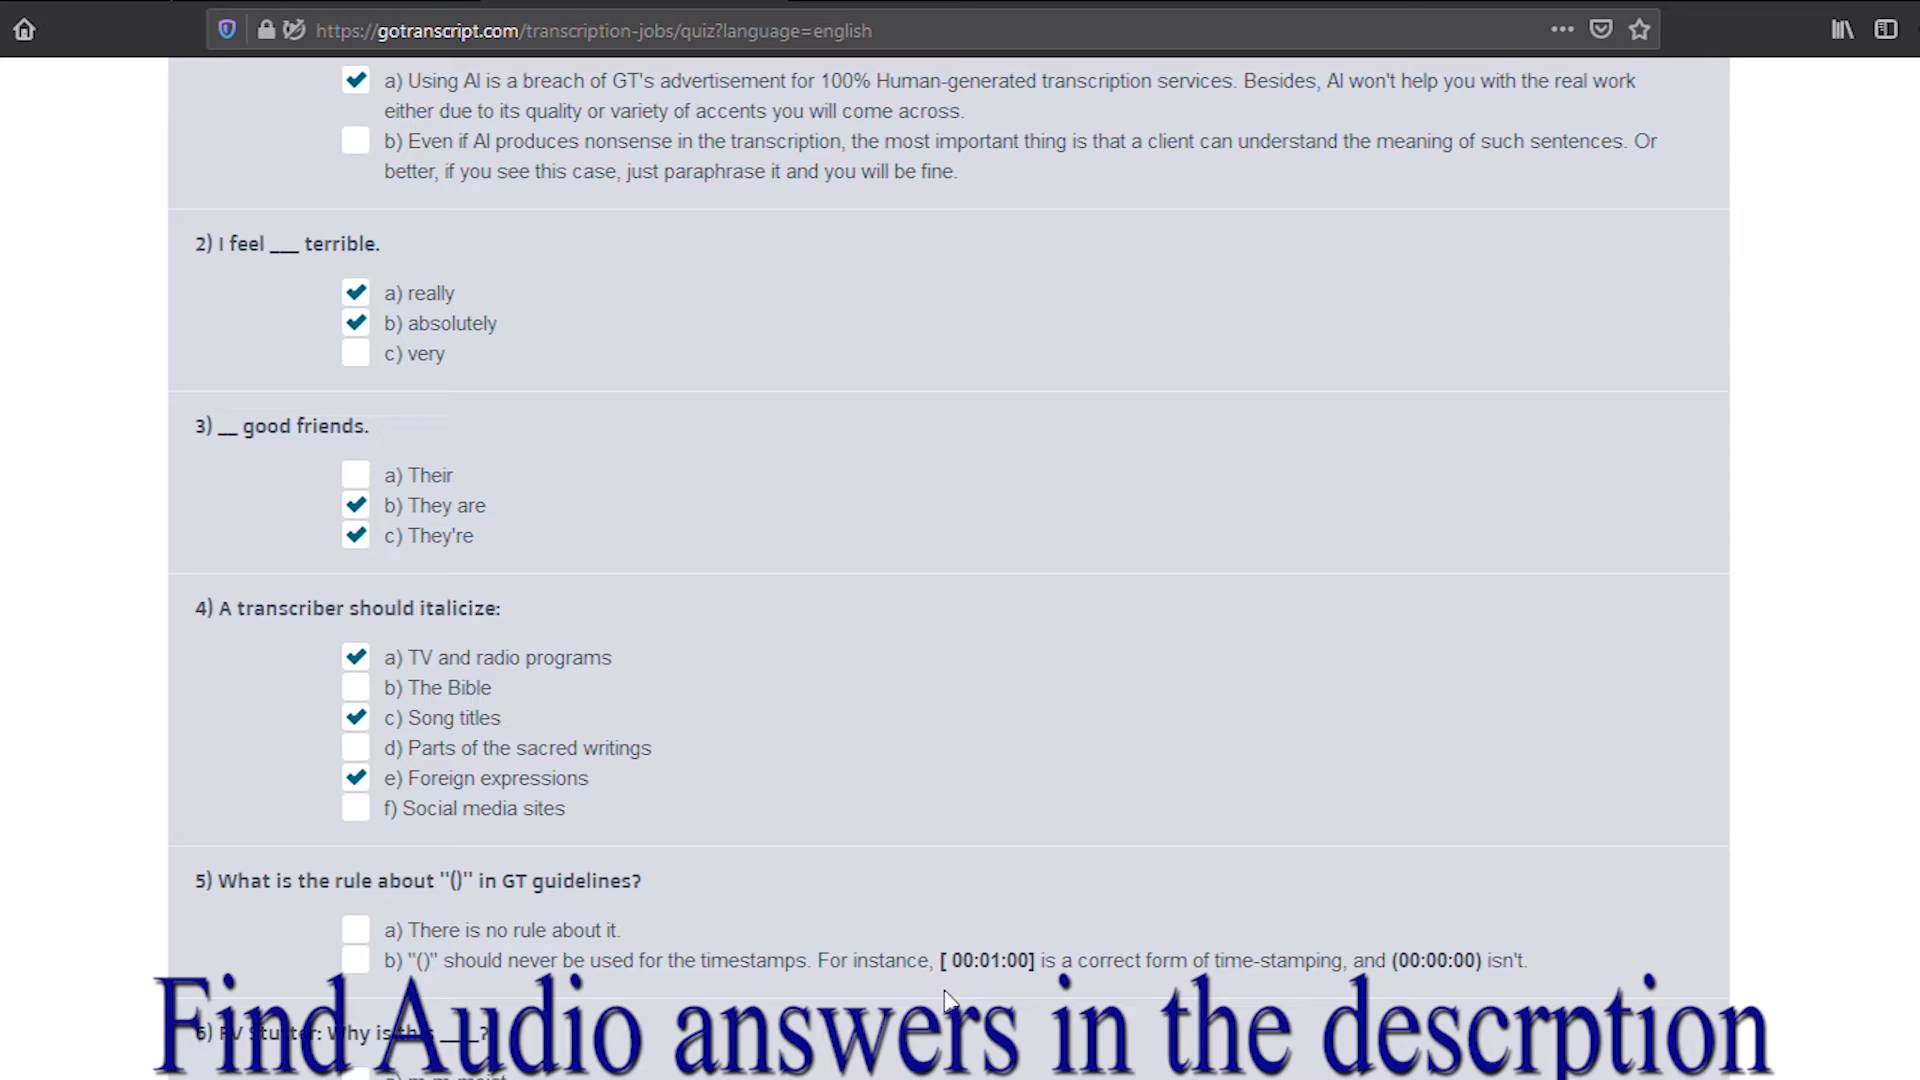 https://gotranscript.com/transcription-jobs/quiz?language=english
a) Using AI is a breach of GT's advertisement for 100% Human-generated transcription services. Besides, AI won't help you with the real work
either due to its quality or variety of accents you will come across.
b) Even if AI produces nonsense in the transcription, the most important thing is that a client can understand the meaning of such sentences. Or
better, if you see this case, just paraphrase it and you will be fine.
2) I feel ___ terrible.
a) really
b) absolutely
c) very
3) __ good friends.
a) Their
b) They are
c) They're
4) A transcriber should italicize:
a) TV and radio programs
b) The Bible
c) Song titles
d) Parts of the sacred writings
e) Foreign expressions
f) Social media sites
5) What is the rule about "()" in GT guidelines?
a) There is no rule about it.
b) "()" should never be used for the timestamps. For instance, [ 00:01:00] is a correct form of time-stamping, and (00:00:00) isn't.
6) FV Stutter: Why is this ____?
Find Audio answers in the descrption